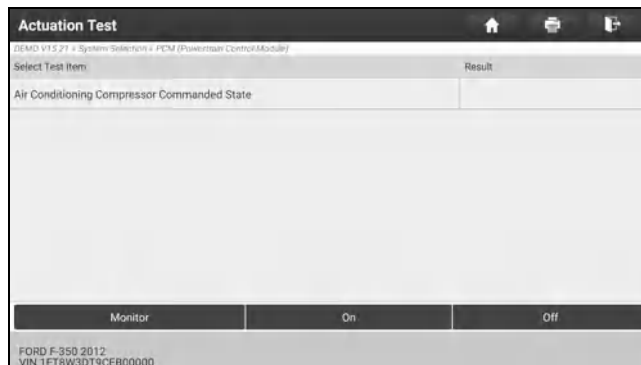 Actuation Test
DEMO V15.21 > System Selection > PCM (Powertrain Control Module)
Select Test Item Result
Air Conditioning Compressor Commanded State
Monitor On Off
FORD F-350 2012
VIN 1FT8W3DT9CEB00000